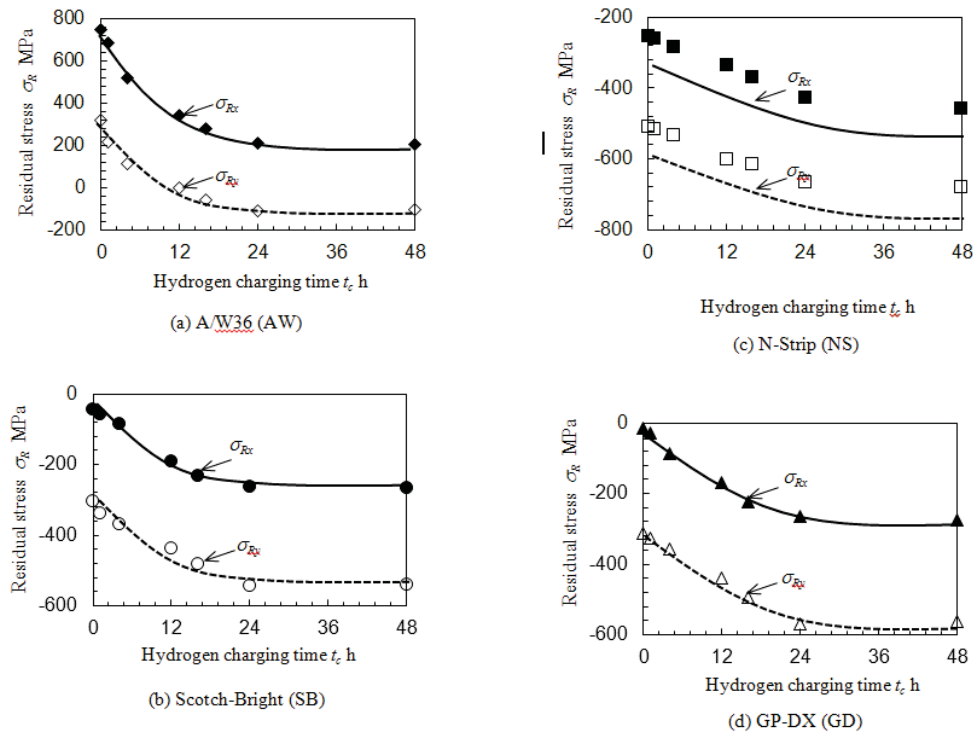 800
600
400
200
0
-200
Residual stress σR MPa
σRx
σRy
0 12 24 36 48
Hydrogen charging time tc h
(a) A/W36 (AW)
-200
-400
-600
-800
Residual stress σR MPa
σRx
σRy
0 12 24 36 48
Hydrogen charging time tc h
(c) N-Strip (NS)
0
-200
-400
-600
Residual stress σR MPa
σRx
σRy
0 12 24 36 48
Hydrogen charging time tc h
(b) Scotch-Bright (SB)
0
-200
-400
-600
Residual stress σR MPa
σRx
σRy
0 12 24 36 48
Hydrogen charging time tc h
(d) GP-DX (GD)